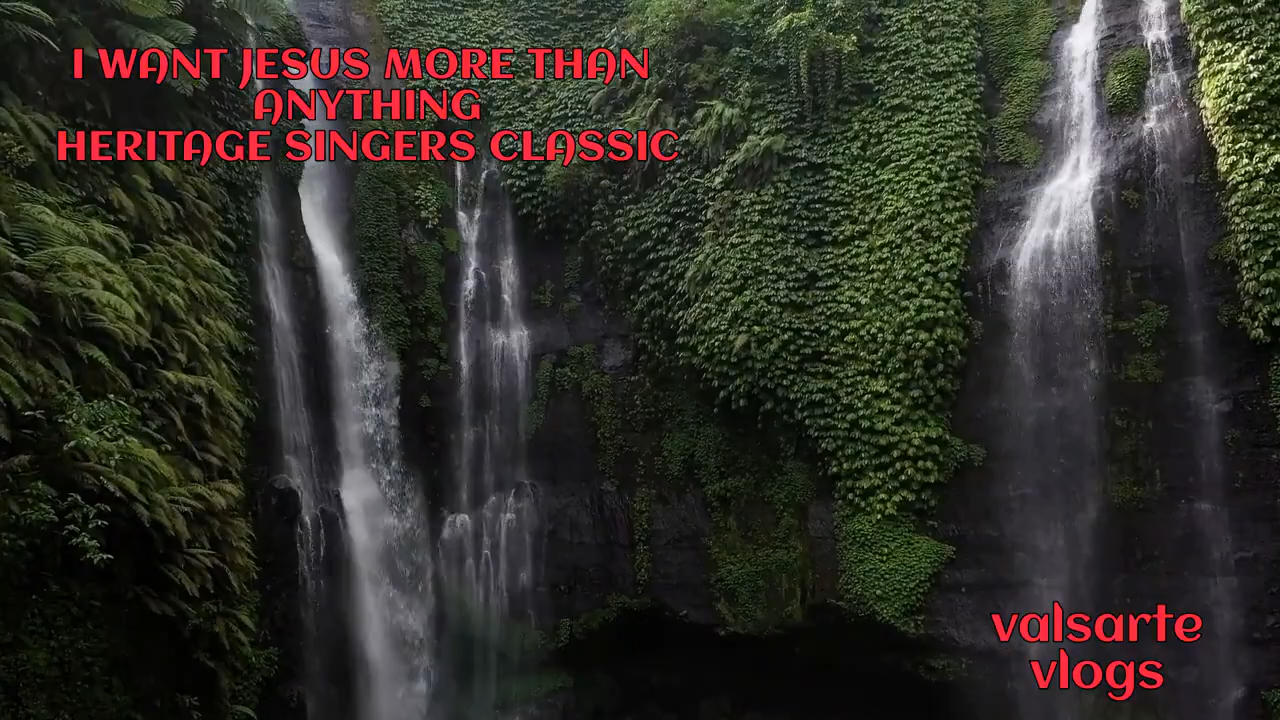 I WANT JESUS MORE THAN
ANYTHING
HERITAGE SINGERS CLASSIC
valsarte
vlogs